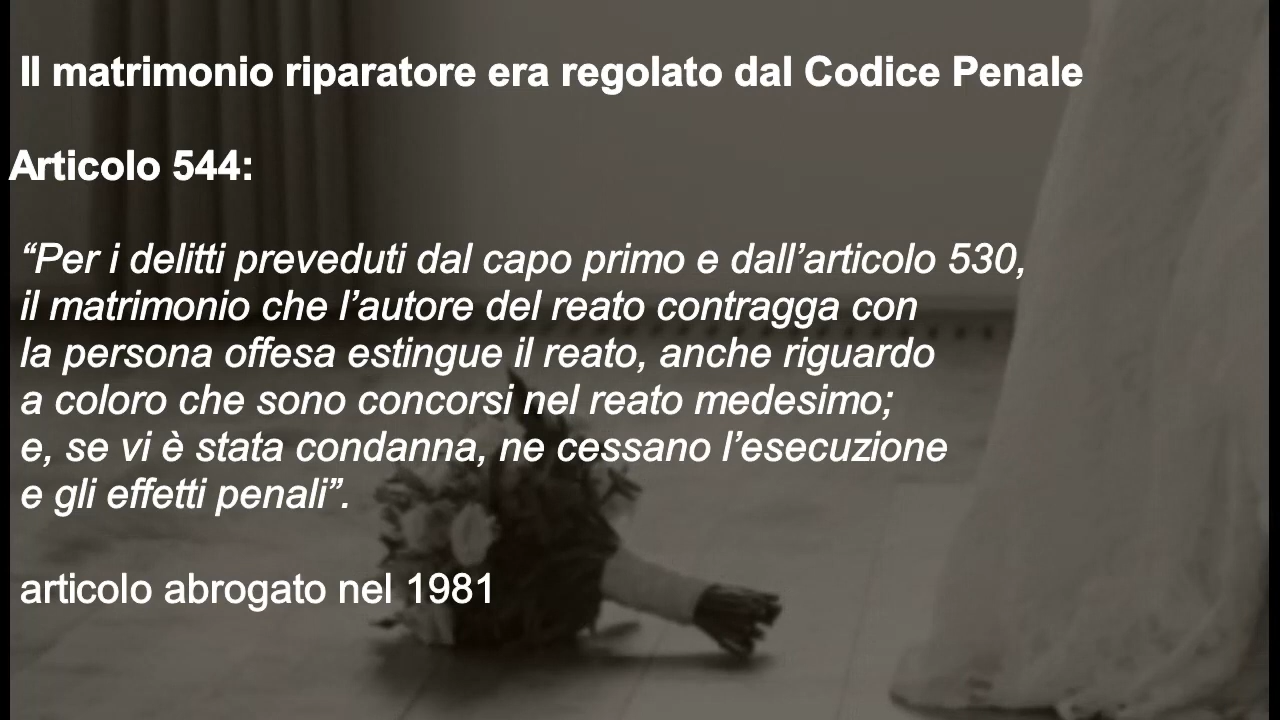 Il matrimonio riparatore era regolato dal Codice Penale
Articolo 544:
“Per i delitti preveduti dal capo primo e dall’articolo 530,
il matrimonio che l’autore del reato contragga con
la persona offesa estingue il reato, anche riguardo
a coloro che sono concorsi nel reato medesimo;
e, se vi è stata condanna, ne cessano l’esecuzione
e gli effetti penali”.
articolo abrogato nel 1981